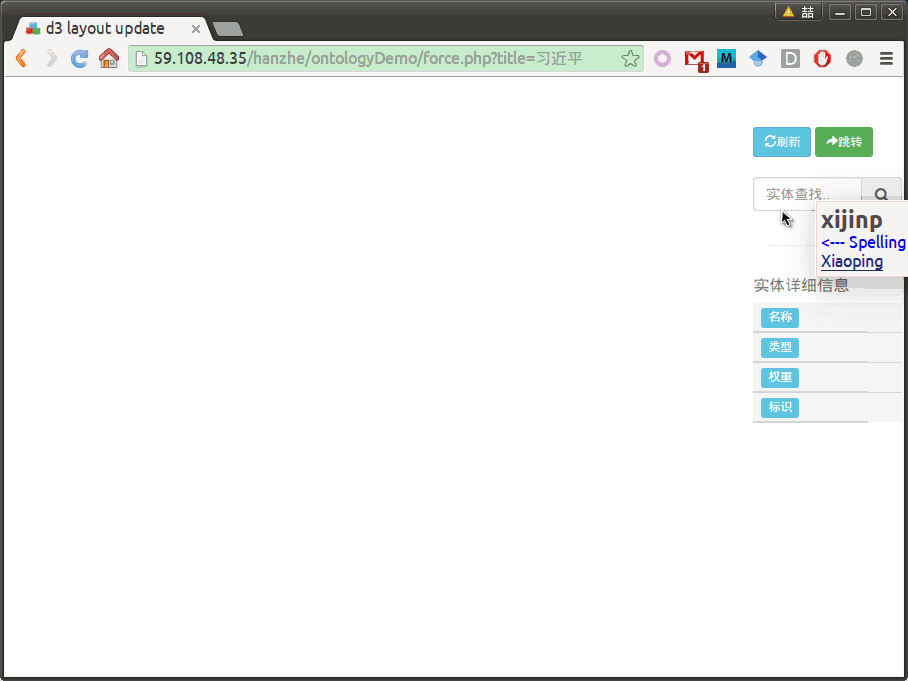 喆
d3 layout update
59.108.48.35/hanzhe/ontologyDemo/force.php?title=习近平
1
M
D
刷新
跳转
实体查找..
xijinp
<--- Spelling
Xiaoping
实体详细信息
名称
类型
权重
标识